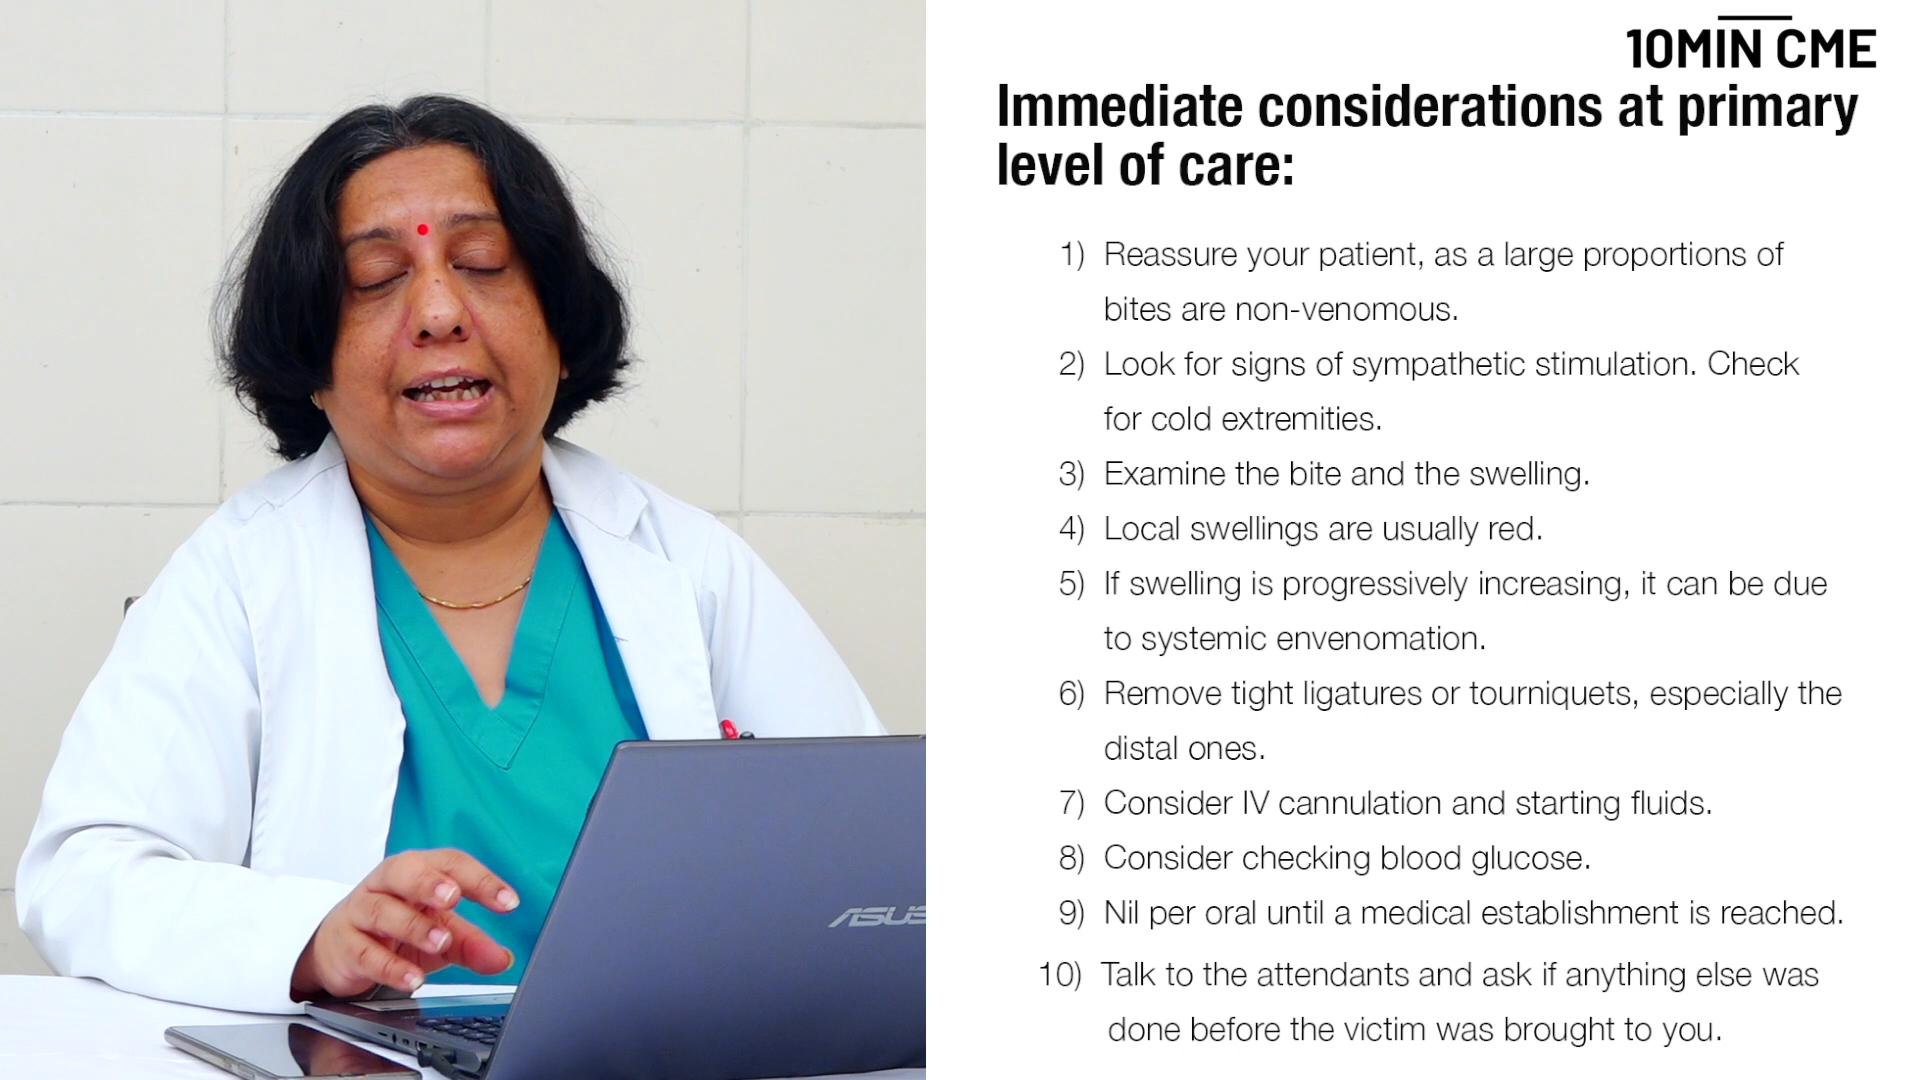 10MIN CME
Immediate considerations at primary
level of care:
1) Reassure your patient, as a large proportions of
bites are non-venomous.
2) Look for signs of sympathetic stimulation. Check
for cold extremities.
3) Examine the bite and the swelling.
4) Local swellings are usually red.
5) If swelling is progressively increasing, it can be due
to systemic envenomation.
6) Remove tight ligatures or tourniquets, especially the
distal ones.
7) Consider IV cannulation and starting fluids.
8) Consider checking blood glucose.
9) Nil per oral until a medical establishment is reached.
10) Talk to the attendants and ask if anything else was
done before the victim was brought to you.
ASUS